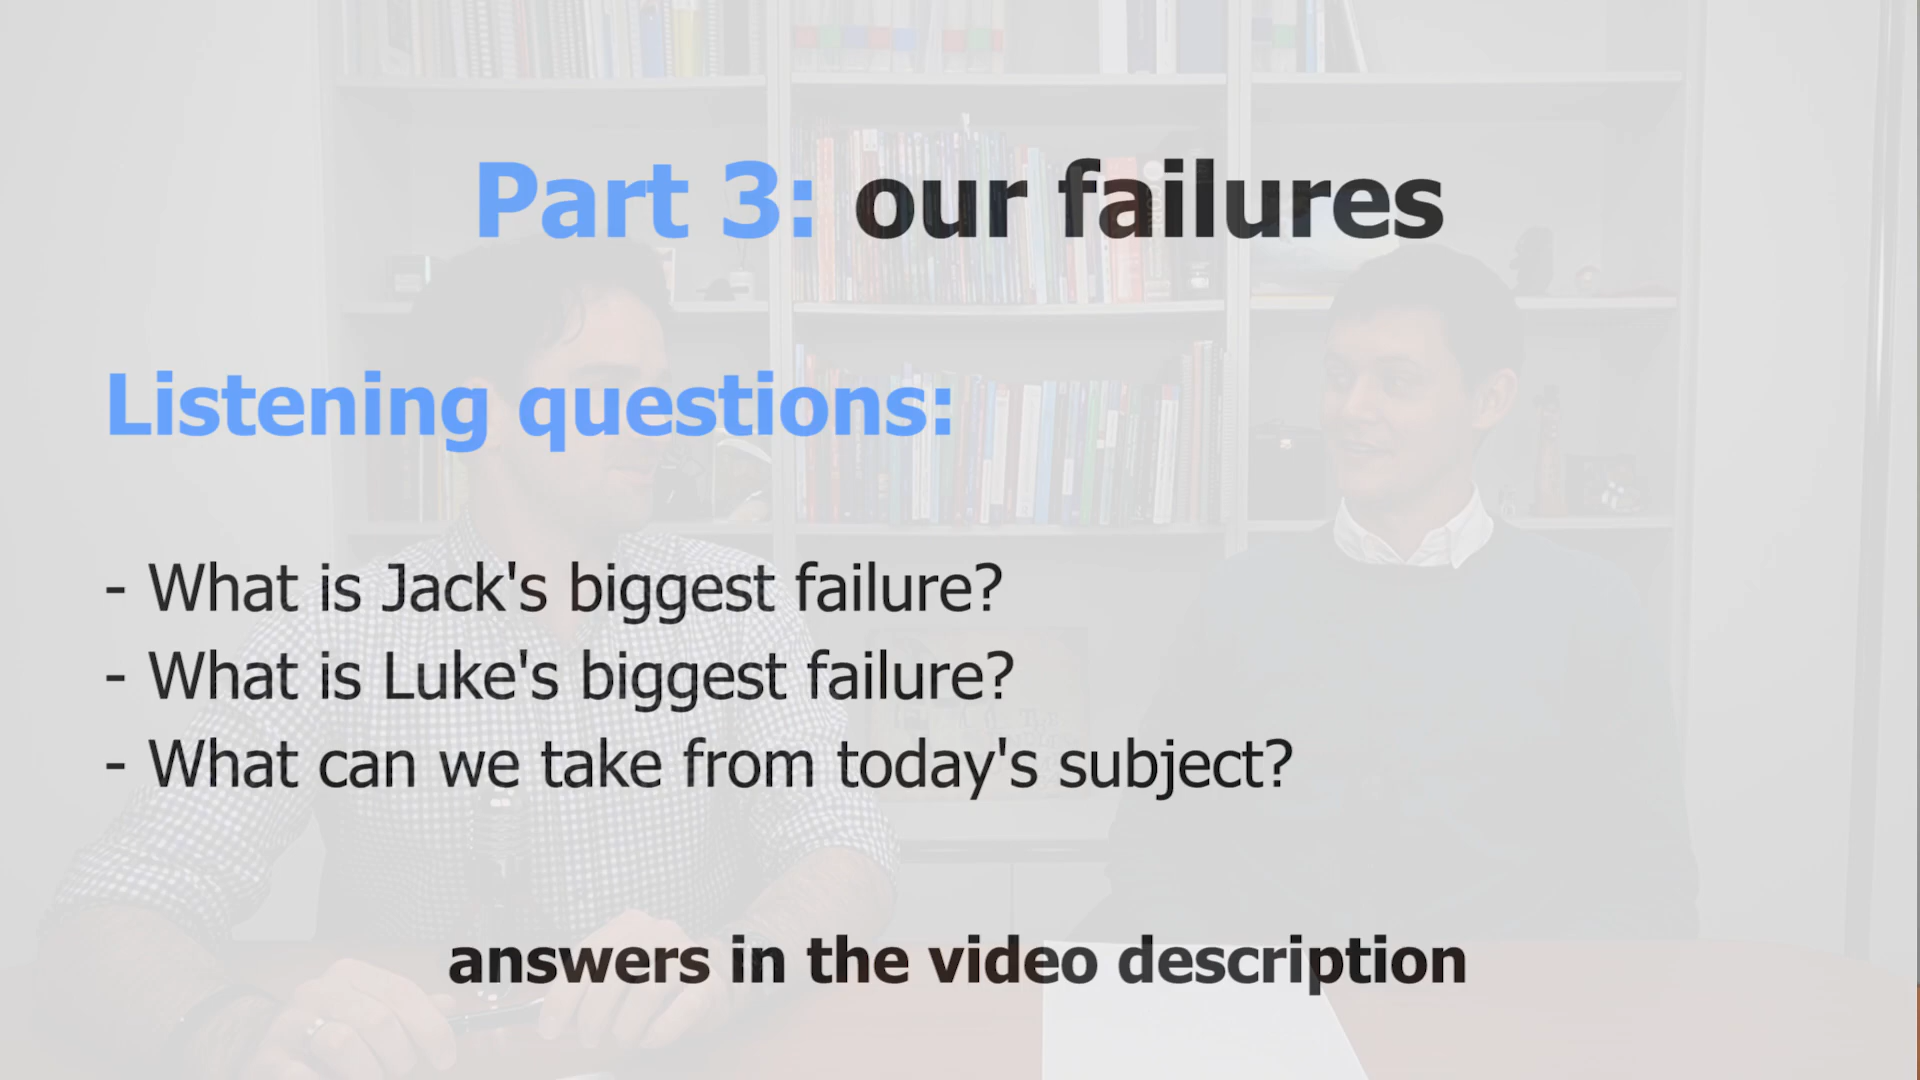 Part 3: our failures
Listening questions:
- What is Jack's biggest failure?
- What is Luke's biggest failure?
- What can we take from today's subject?
answers in the video description